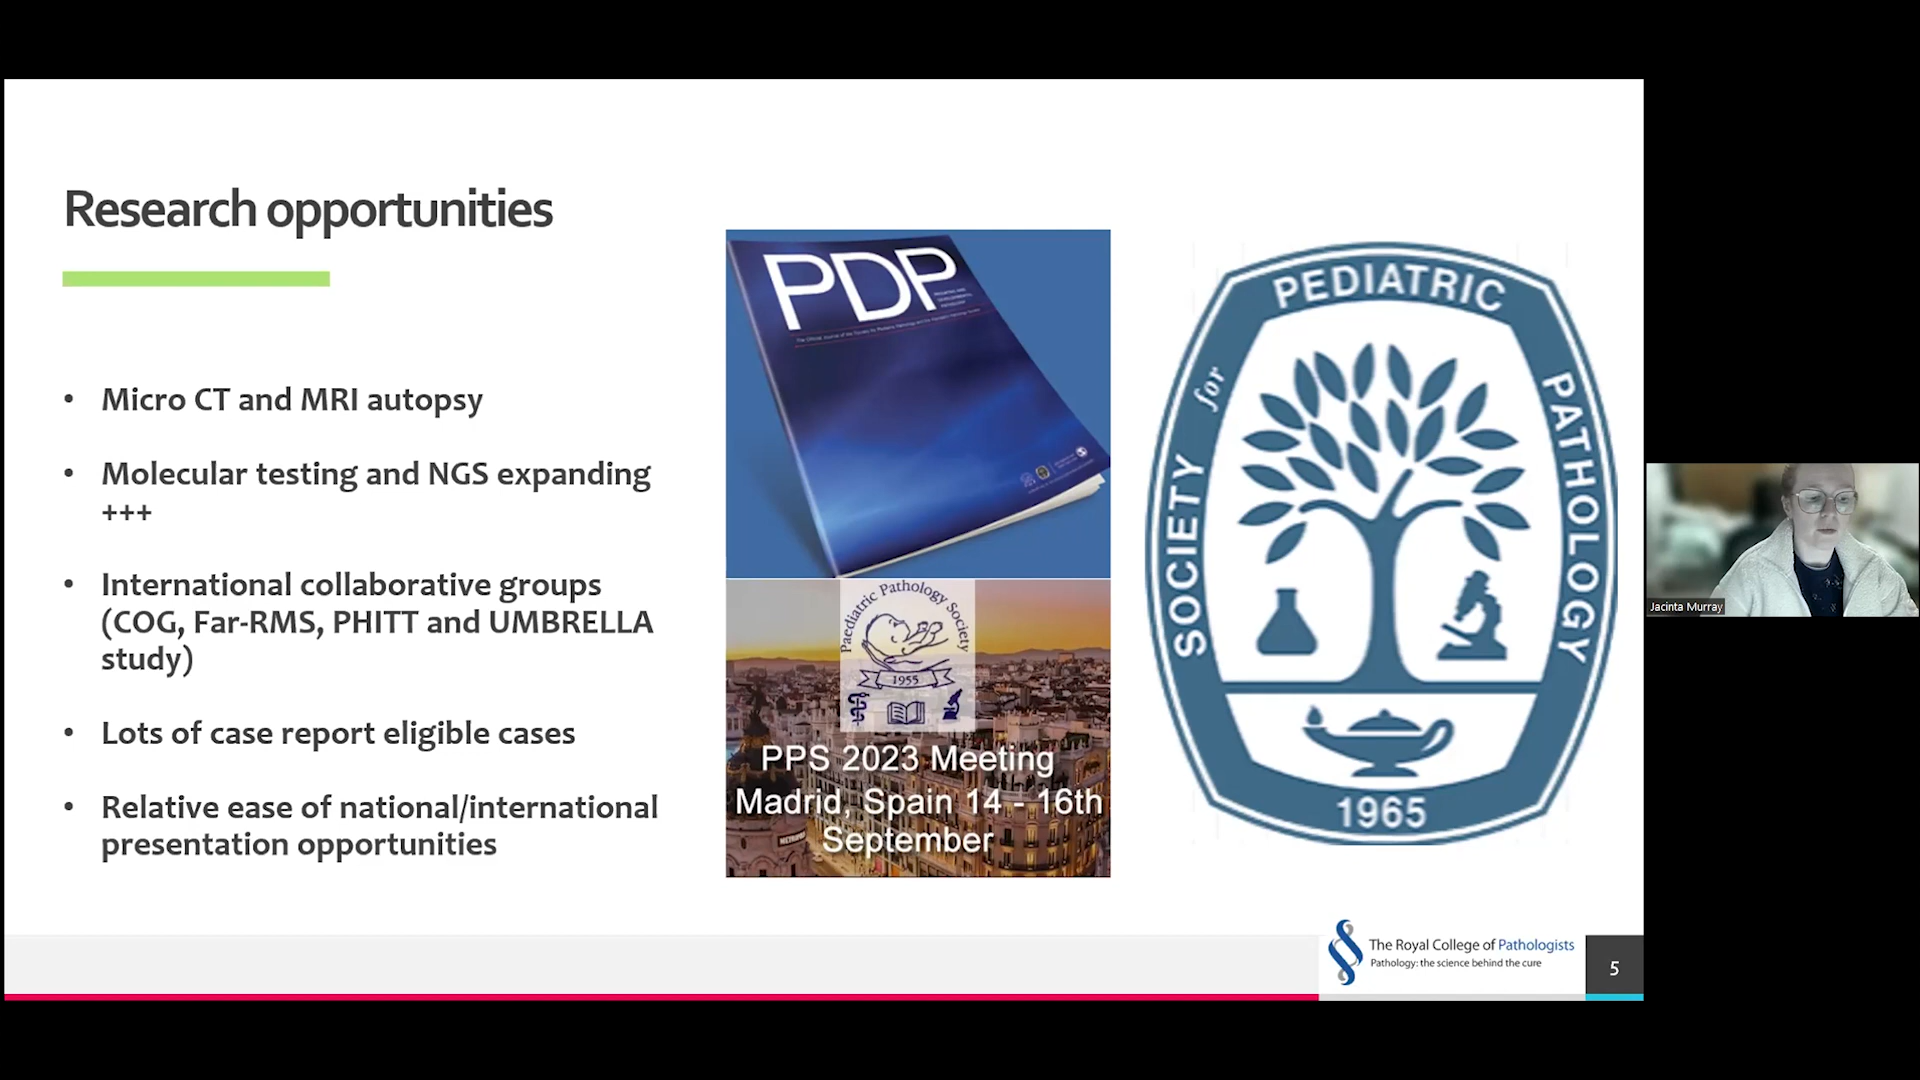 Research opportunities
• Micro CT and MRI autopsy
• Molecular testing and NGS expanding
+++
• International collaborative groups
(COG, Far-RMS, PHITT and UMBRELLA
study)
• Lots of case report eligible cases
• Relative ease of national/international
presentation opportunities
PDP
Paediatric Pathology Society
1955
PPS 2023 Meeting
Madrid, Spain 14 - 16th
September
SOCIETY for PEDIATRIC PATHOLOGY
1965
The Royal College of Pathologists
Pathology: the science behind the cure
5
Jacinta Murray